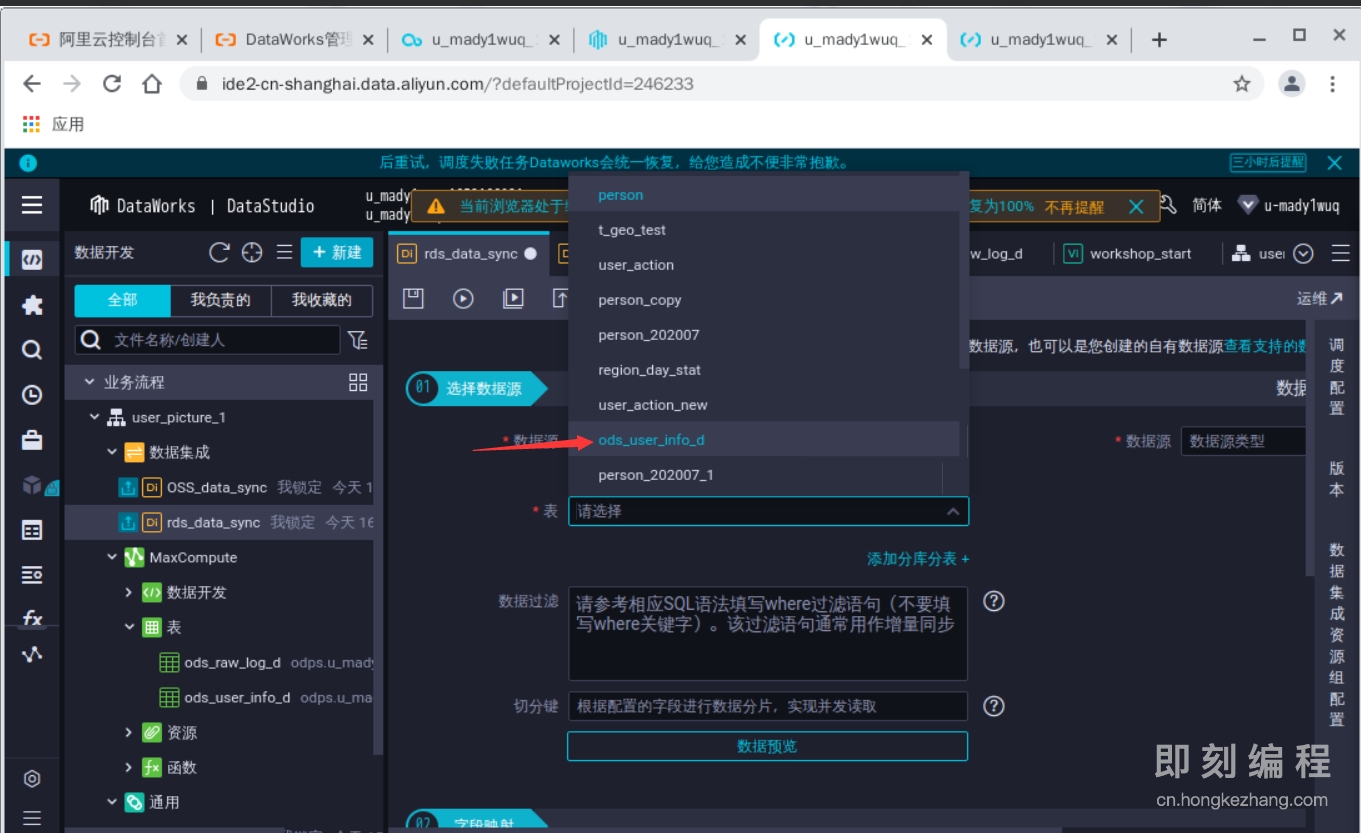 阿里云控制台首
DataWorks管理
u_mady1wuq_
u_mady1wuq_
u_mady1wuq_
u_mady1wuq_
ide2-cn-shanghai.data.aliyun.com/?defaultProjectId=246233
应用
后重试，调度失败任务Dataworks会统一恢复，给您造成不便非常抱歉。
三小时后提醒
DataWorks | DataStudio
u_mady
u_mady
当前浏览器处于
复为100% 不再提醒
简体
u-mady1wuq
数据开发
+ 新建
Di rds_data_sync
w_log_d
VI workshop_start
user
全部
我负责的
我收藏的
运维
文件名称/创建人
业务流程
user_picture_1
数据集成
Di OSS_data_sync 我锁定 今天 1
Di rds_data_sync 我锁定 今天 16
MaxCompute
数据开发
表
ods_raw_log_d odps.u_mady
ods_user_info_d odps.u_ma
资源
fx 函数
通用
fx
person
t_geo_test
user_action
person_copy
person_202007
region_day_stat
user_action_new
ods_user_info_d
person_202007_1
数据源，也可以是您创建的自有数据源查看支持的数
01 选择数据源
数据
* 数据源
* 数据源 数据源类型
* 表 请选择
添加分库分表 +
数据过滤
请参考相应SQL语法填写where过滤语句（不要填
写where关键字）。该过滤语句通常用作增量同步
切分键 根据配置的字段进行数据分片，实现并发读取
数据预览
02 字段映射
调度配置
版本
数据集成资源组配置
即刻编程
cn.hongkezhang.com